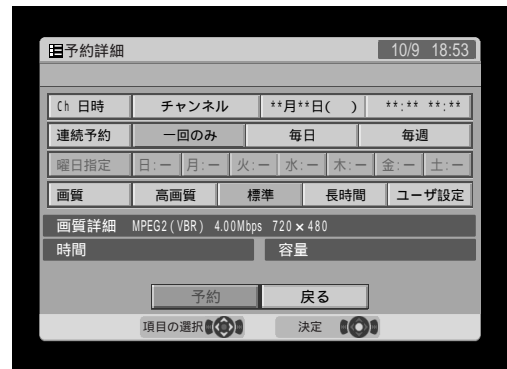 予約詳細 10/9 18:53
Ch 日時 チャンネル **月**日( ) **:** **:**
連続予約 一回のみ 毎日 毎週
曜日指定 日:ー 月:ー 火:ー 水:ー 木:ー 金:ー 土:ー
画質 高画質 標準 長時間 ユーザ設定
画質詳細 MPEG2(VBR) 4.00Mbps 720×480
時間 容量
予約 戻る
項目の選択 決定